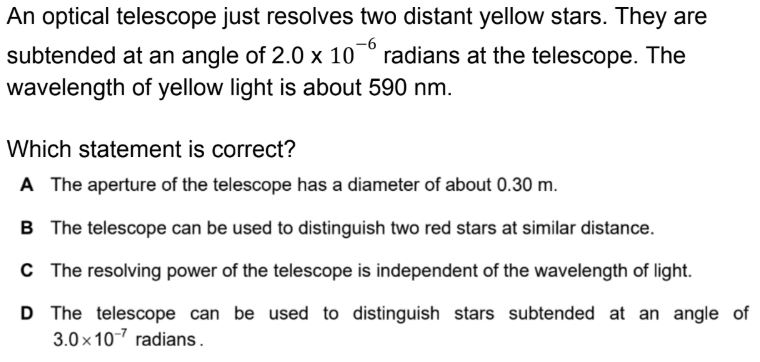 An optical telescope just resolves two distant yellow stars. They are
subtended at an angle of 2.0 x 10⁻⁶ radians at the telescope. The
wavelength of yellow light is about 590 nm.
Which statement is correct?
A The aperture of the telescope has a diameter of about 0.30 m.
B The telescope can be used to distinguish two red stars at similar distance.
C The resolving power of the telescope is independent of the wavelength of light.
D The telescope can be used to distinguish stars subtended at an angle of
3.0×10⁻⁷ radians.